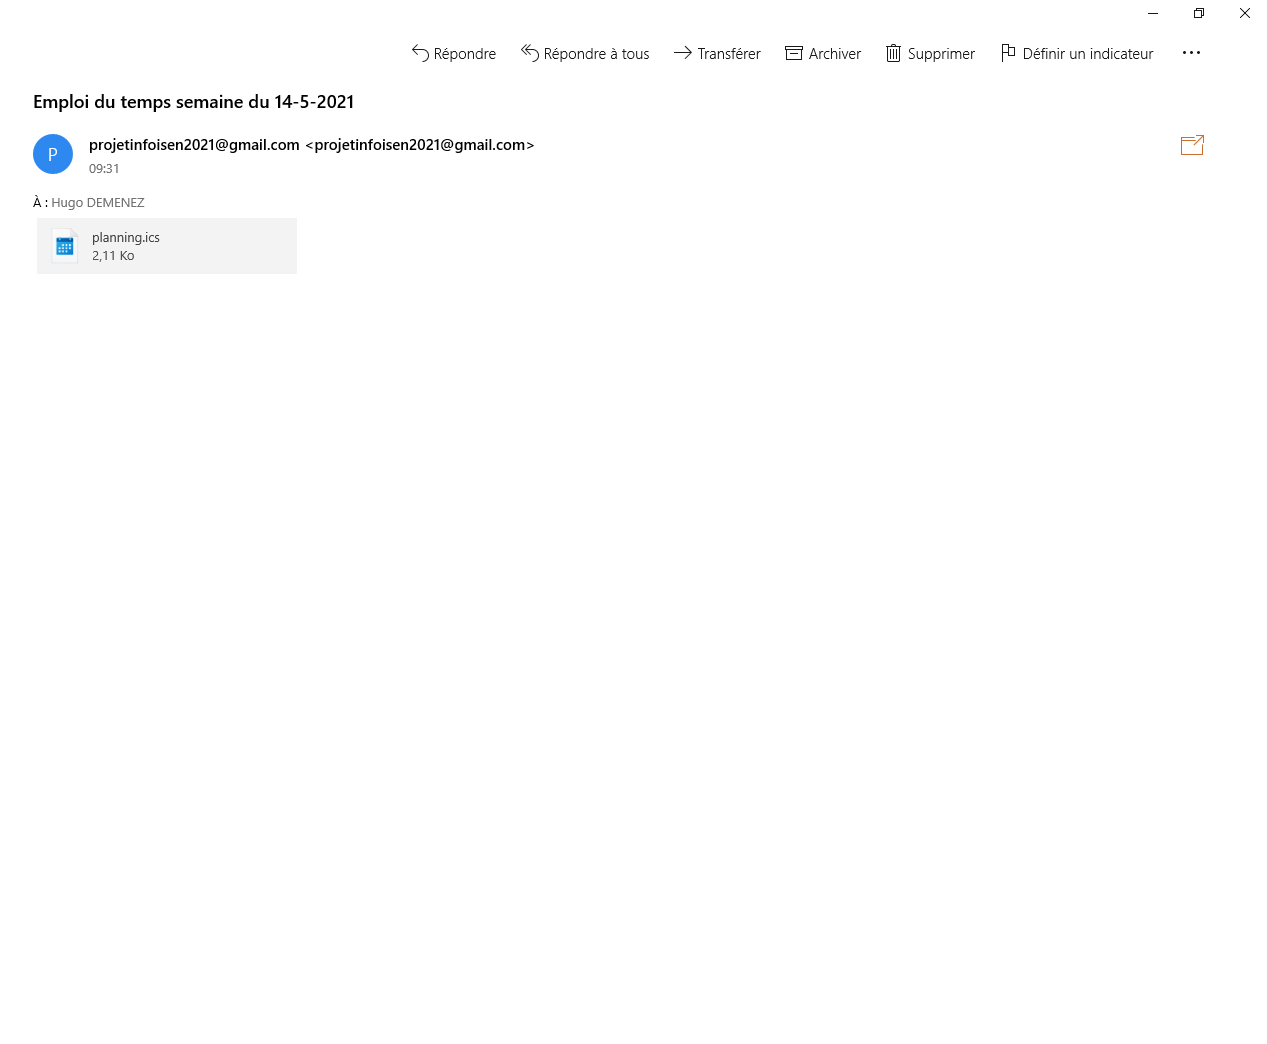 Répondre Répondre à tous Transférer Archiver Supprimer Définir un indicateur
Emploi du temps semaine du 14-5-2021
P
projetinfoisen2021@gmail.com <projetinfoisen2021@gmail.com>
09:31
À : Hugo DEMENEZ
planning.ics
2,11 Ko